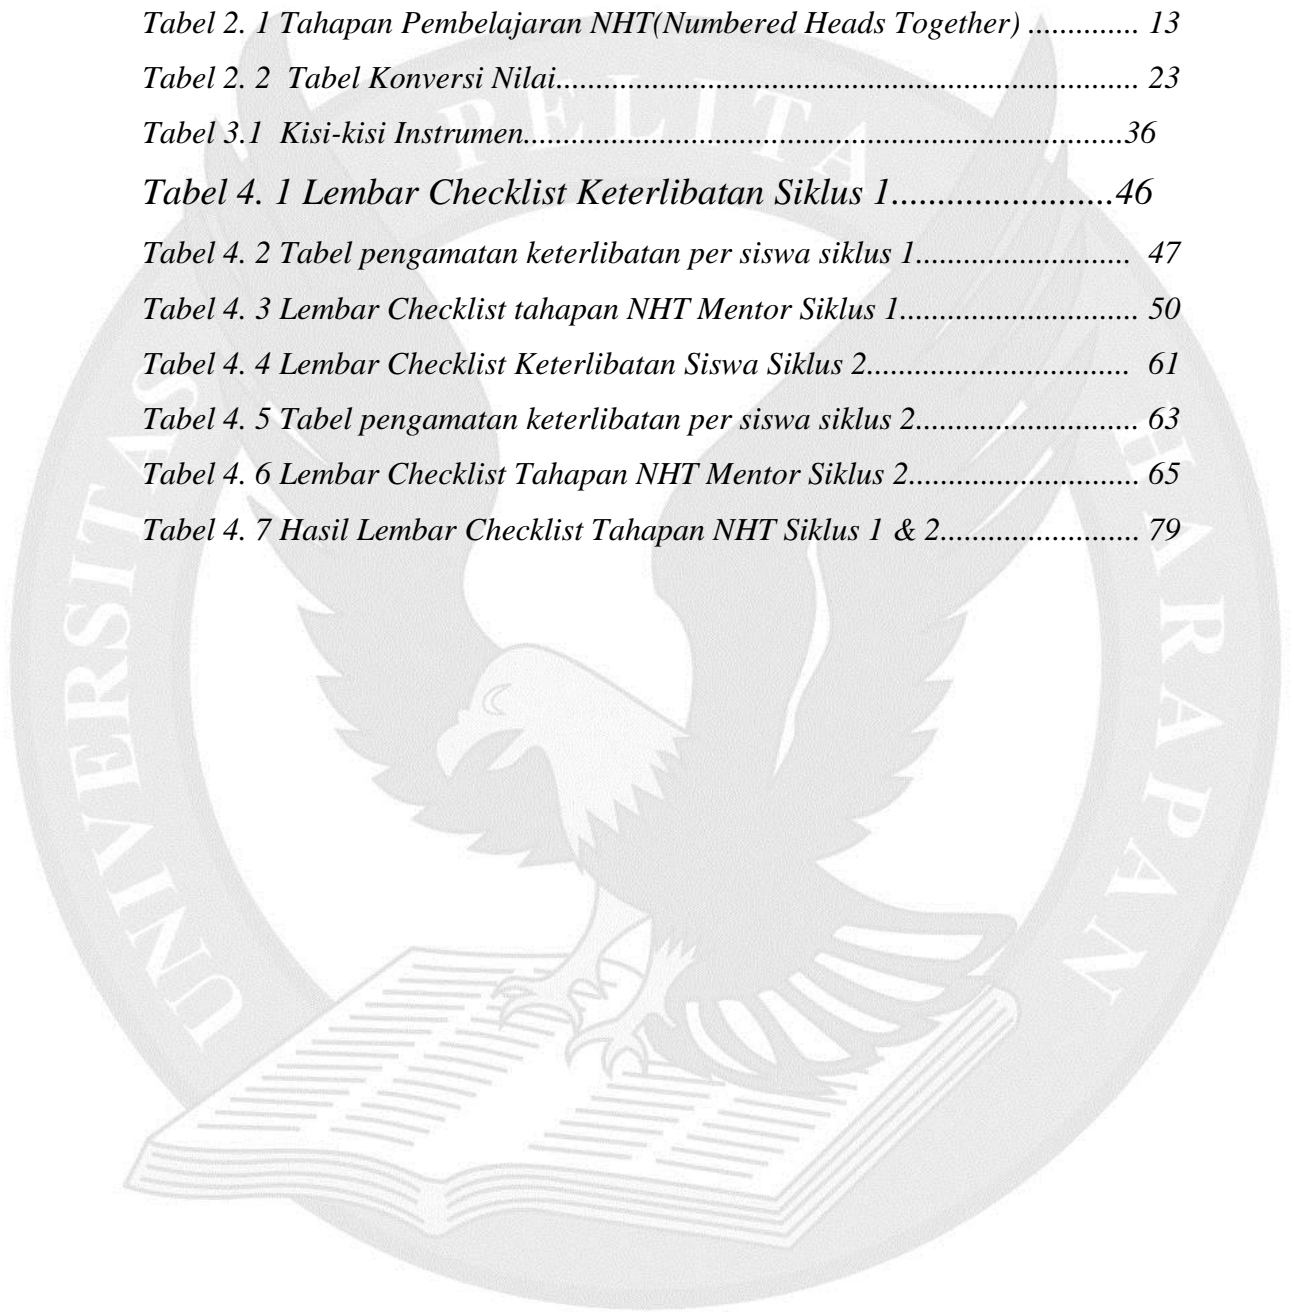 Tabel 2. 1 Tahapan Pembelajaran NHT(Numbered Heads Together) .............. 13
Tabel 2. 2  Tabel Konversi Nilai.......................................................................... 23
Tabel 3.1  Kisi-kisi Instrumen............................................................................36
Tabel 4. 1 Lembar Checklist Keterlibatan Siklus 1.......................46
Tabel 4. 2 Tabel pengamatan keterlibatan per siswa siklus 1...........................  47
Tabel 4. 3 Lembar Checklist tahapan NHT Mentor Siklus 1.............................. 50
Tabel 4. 4 Lembar Checklist Keterlibatan Siswa Siklus 2.................................  61
Tabel 4. 5 Tabel pengamatan keterlibatan per siswa siklus 2............................ 63
Tabel 4. 6 Lembar Checklist Tahapan NHT Mentor Siklus 2............................. 65
Tabel 4. 7 Hasil Lembar Checklist Tahapan NHT Siklus 1 & 2......................... 79
UNIVERSITAS PELITA HARAPAN